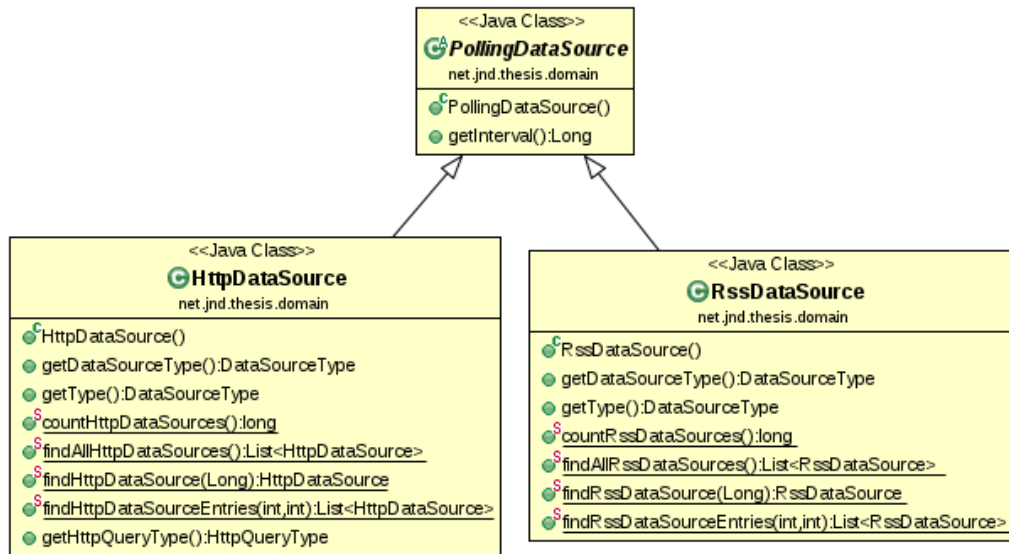 <<Java Class>>
PollingDataSource
net.jnd.thesis.domain
PollingDataSource()
getInterval():Long
<<Java Class>>
HttpDataSource
net.jnd.thesis.domain
HttpDataSource()
getDataSourceType():DataSourceType
getType():DataSourceType
countHttpDataSources():long
findAllHttpDataSources():List<HttpDataSource>
findHttpDataSource(Long):HttpDataSource
findHttpDataSourceEntries(int,int):List<HttpDataSource>
getHttpQueryType():HttpQueryType
<<Java Class>>
RssDataSource
net.jnd.thesis.domain
RssDataSource()
getDataSourceType():DataSourceType
getType():DataSourceType
countRssDataSources():long
findAllRssDataSources():List<RssDataSource>
findRssDataSource(Long):RssDataSource
findRssDataSourceEntries(int,int):List<RssDataSource>